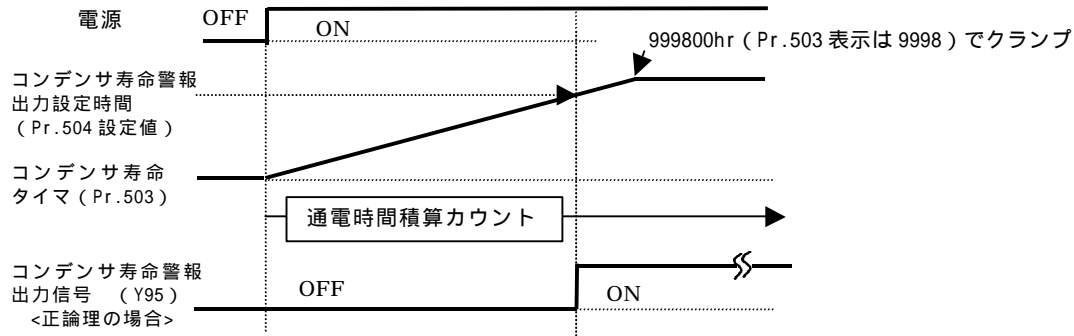 電源
OFF
ON
999800hr（Pr.503 表示は 9998）でクランプ
コンデンサ寿命警報
出力設定時間
（Pr.504 設定値）
コンデンサ寿命
タイマ（Pr.503）
通電時間積算カウント
コンデンサ寿命警報
出力信号　（Y95）
<正論理の場合>
OFF
ON